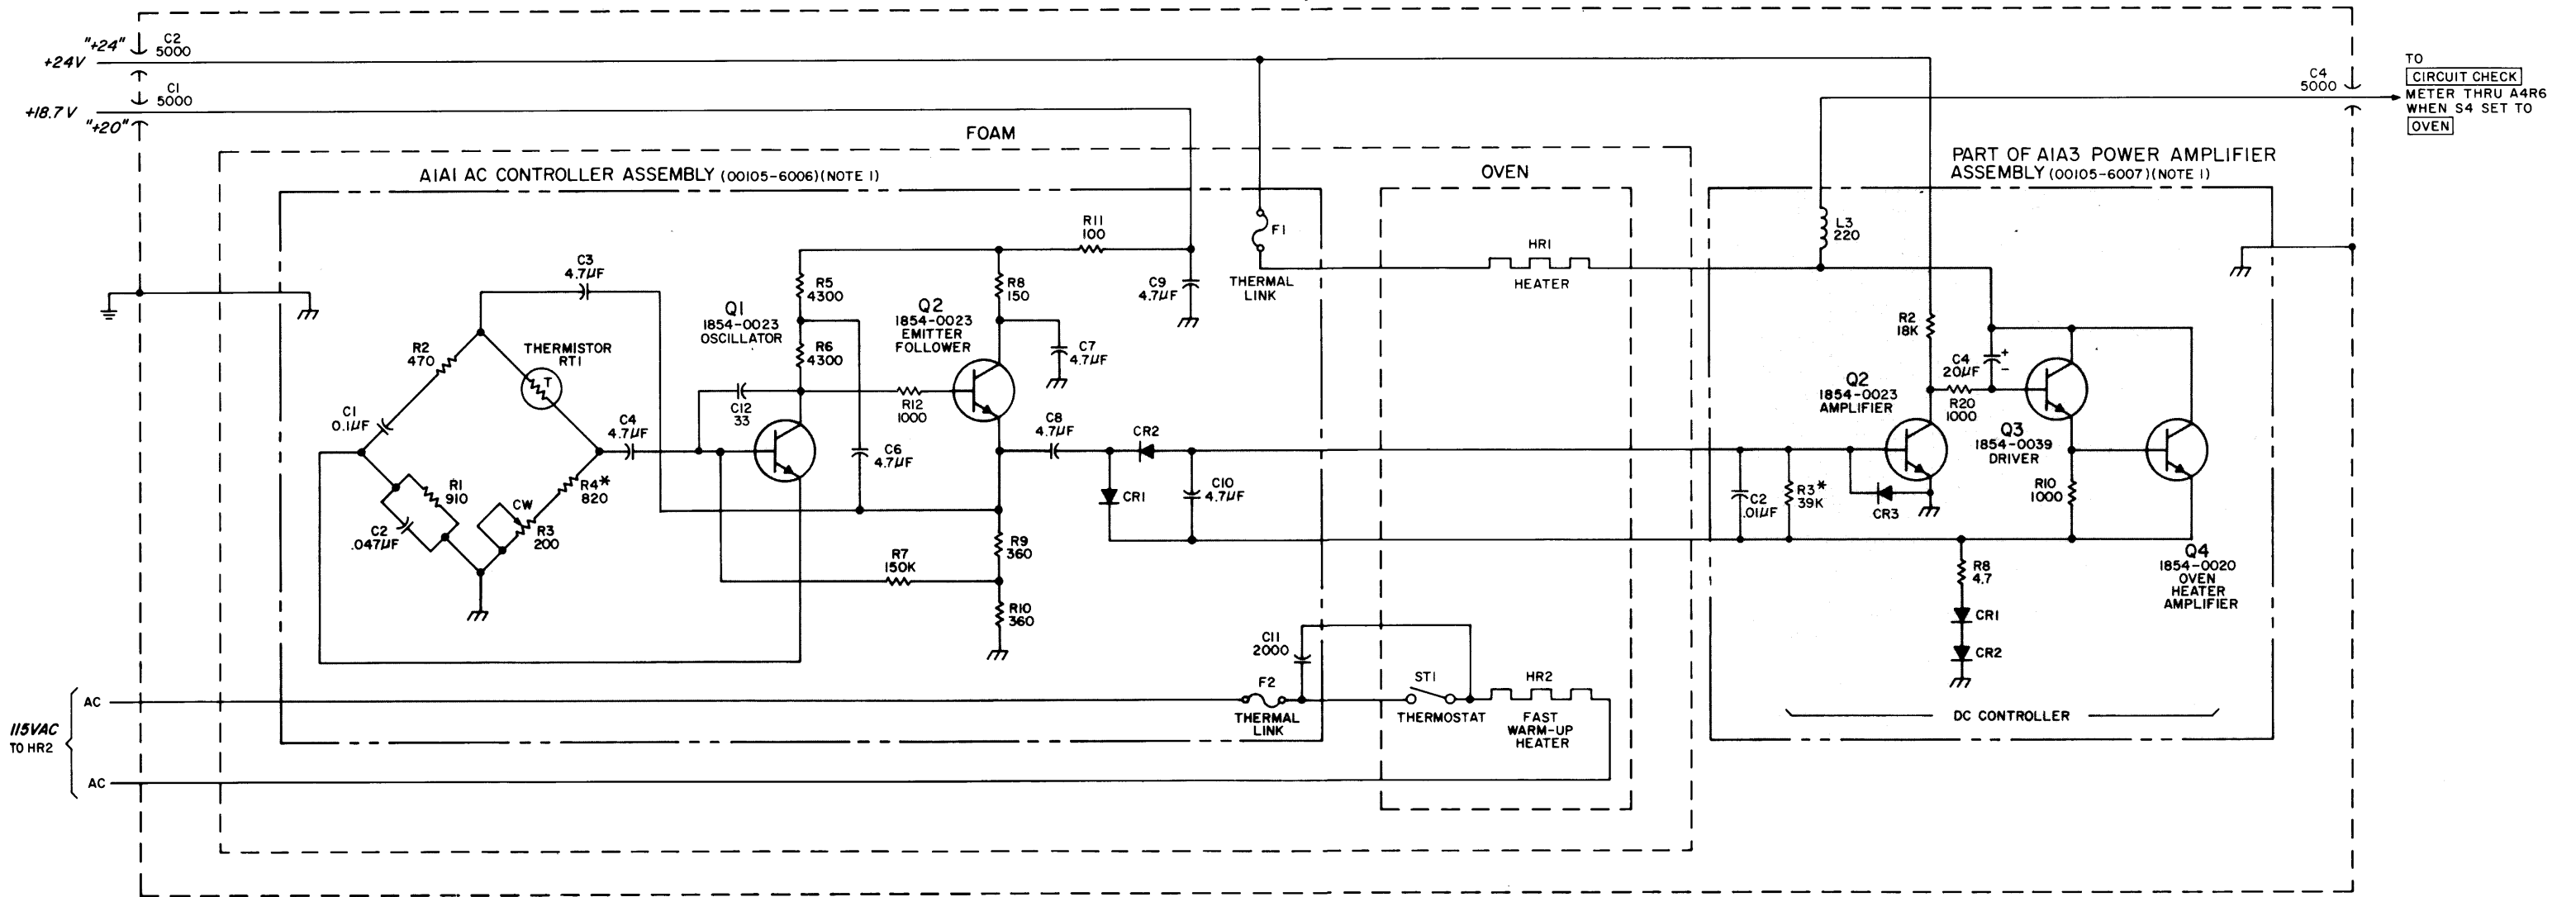 "+24"
C2
5000
+24V
C1
5000
+18.7V
"+20"
C4
5000
TO
CIRCUIT CHECK
METER THRU A4R6
WHEN S4 SET TO
OVEN
FOAM
A1A1 AC CONTROLLER ASSEMBLY (00105-6006)(NOTE 1)
OVEN
PART OF A1A3 POWER AMPLIFIER
ASSEMBLY (00105-6007)(NOTE 1)
R11
100
F1
THERMAL
LINK
HR1
HEATER
L3
220
C3
4.7µF
R5
4300
R8
150
C9
4.7µF
Q1
1854-0023
OSCILLATOR
Q2
1854-0023
EMITTER
FOLLOWER
R2
470
THERMISTOR
RT1
T
R6
4300
C7
4.7µF
R2
18K
C4
20µF
+
-
C1
0.1µF
C4
4.7µF
C12
33
R12
1000
C8
4.7µF
CR2
Q2
1854-0023
AMPLIFIER
R20
1000
Q3
1854-0039
DRIVER
R1
910
R4*
820
C6
4.7µF
CR1
C10
4.7µF
C2
.01µF
R3*
39K
CR3
R10
1000
C2
.047µF
CW
R3
200
R9
360
R7
150K
R10
360
Q4
1854-0020
OVEN
HEATER
AMPLIFIER
R8
4.7
CR1
CR2
C11
2000
115VAC
TO HR2
AC
F2
THERMAL
LINK
ST1
THERMOSTAT
HR2
FAST
WARM-UP
HEATER
DC CONTROLLER
AC